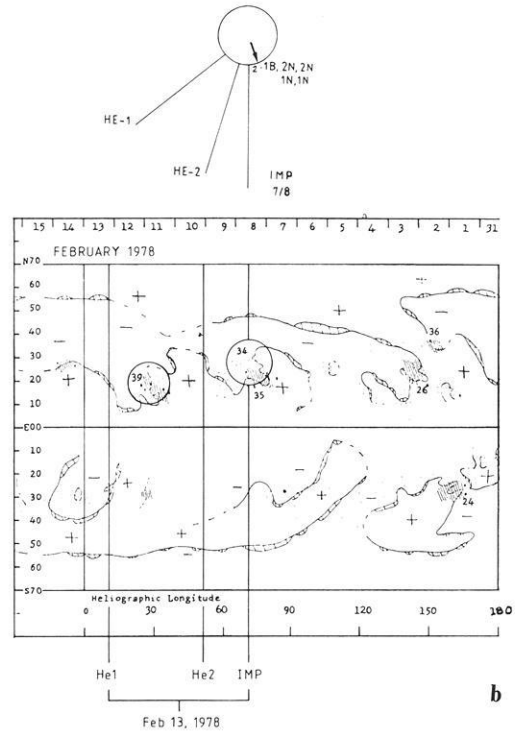 2-1B, 2N, 2N
1N,1N
HE-1
HE-2
IMP
7/8
15 14 13 12 11 10 9 8 7 6 5 4 3 2 1 31
FEBRUARY 1978
N70
60
50
40
30
20
10
E00
10
20
30
40
50
60
S70
39
34
35
36
26
24
Heliographic Longitude
0 30 60 90 120 150 180
He1 He2 IMP
Feb 13, 1978
b